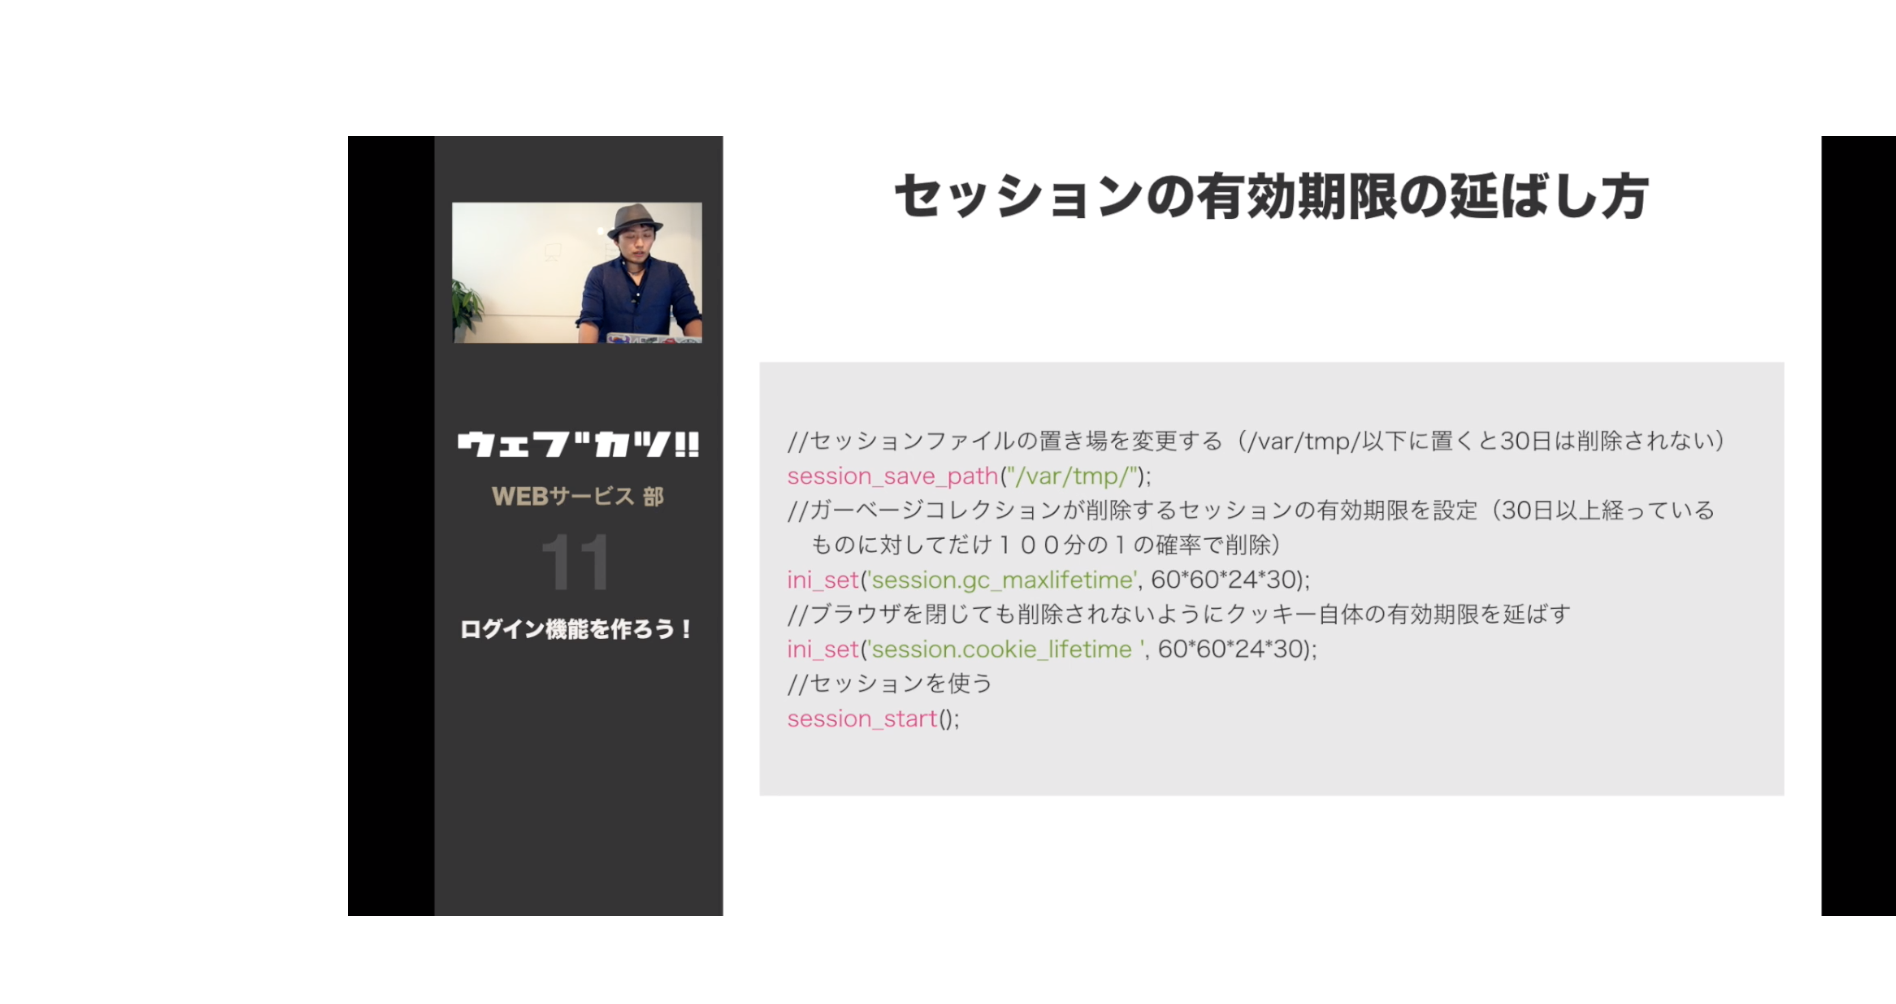 セッションの有効期限の延ばし方
ウェブカツ!!
WEBサービス 部
11
ログイン機能を作ろう！
//セッションファイルの置き場を変更する（/var/tmp/以下に置くと30日は削除されない）
session_save_path("/var/tmp/");
//ガーベージコレクションが削除するセッションの有効期限を設定（30日以上経っている
ものに対してだけ１００分の１の確率で削除）
ini_set('session.gc_maxlifetime', 60*60*24*30);
//ブラウザを閉じても削除されないようにクッキー自体の有効期限を延ばす
ini_set('session.cookie_lifetime ', 60*60*24*30);
//セッションを使う
session_start();